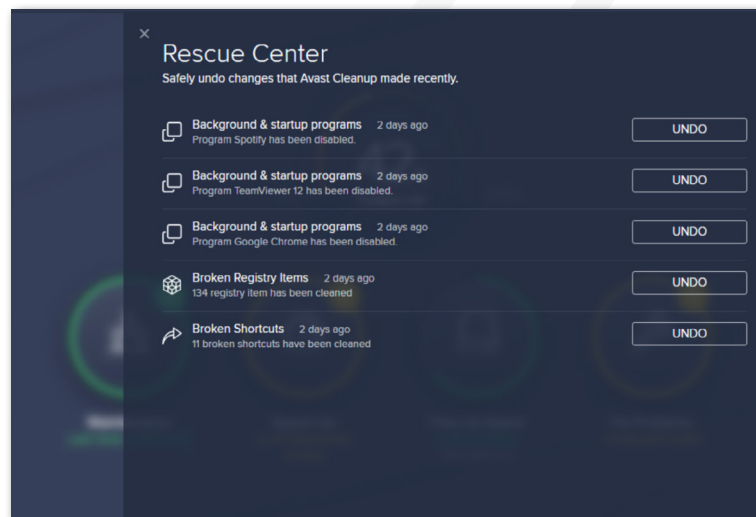 Rescue Center
Safely undo changes that Avast Cleanup made recently.
Background & startup programs 2 days ago
UNDO
Program Spotify has been disabled.
Background & startup programs 2 days ago
UNDO
Program TeamViewer 12 has been disabled.
Background & startup programs 2 days ago
UNDO
Program Google Chrome has been disabled.
Broken Registry Items 2 days ago
UNDO
134 registry item has been cleaned
Broken Shortcuts 2 days ago
UNDO
11 broken shortcuts have been cleaned